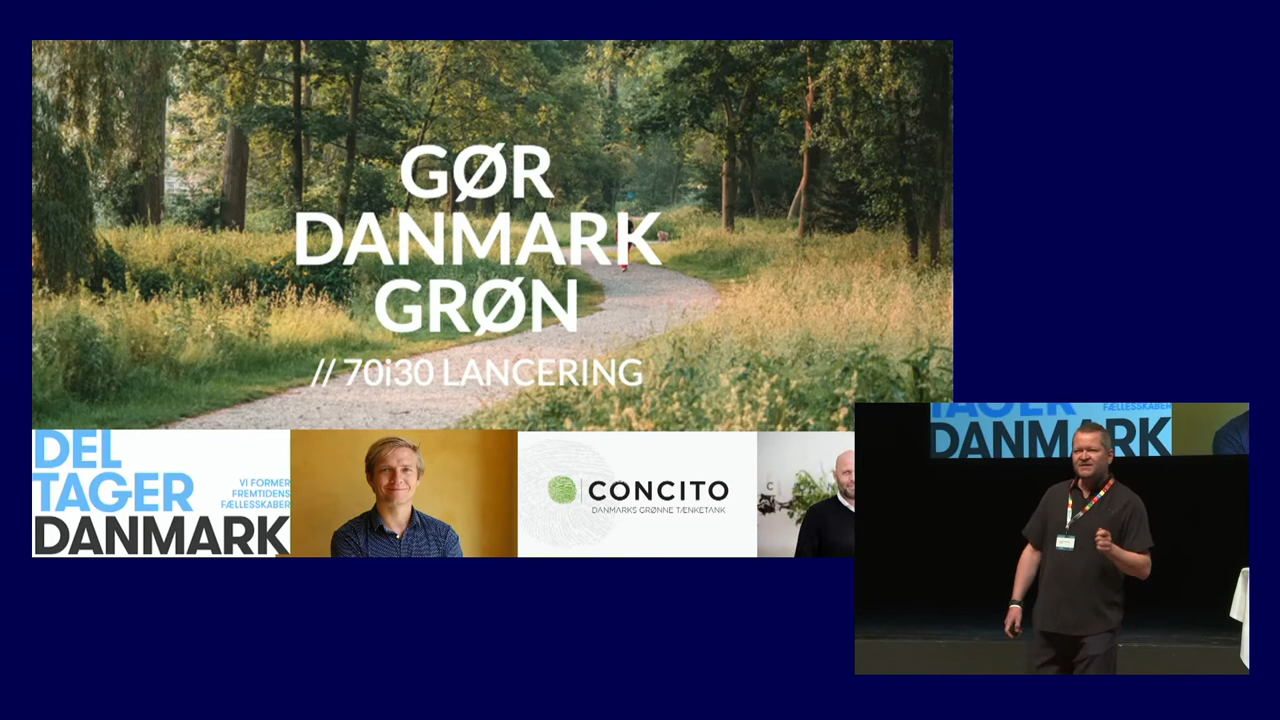 GØR
DANMARK
GRØN
// 70i30 LANCERING
DEL
TAGER
DANMARK
VI FORMER
FREMTIDENS
FÆLLESSKABER
CONCITO
DANMARKS GRØNNE TÆNKETANK
TAGER
FÆLLESSKABER
DANMARK